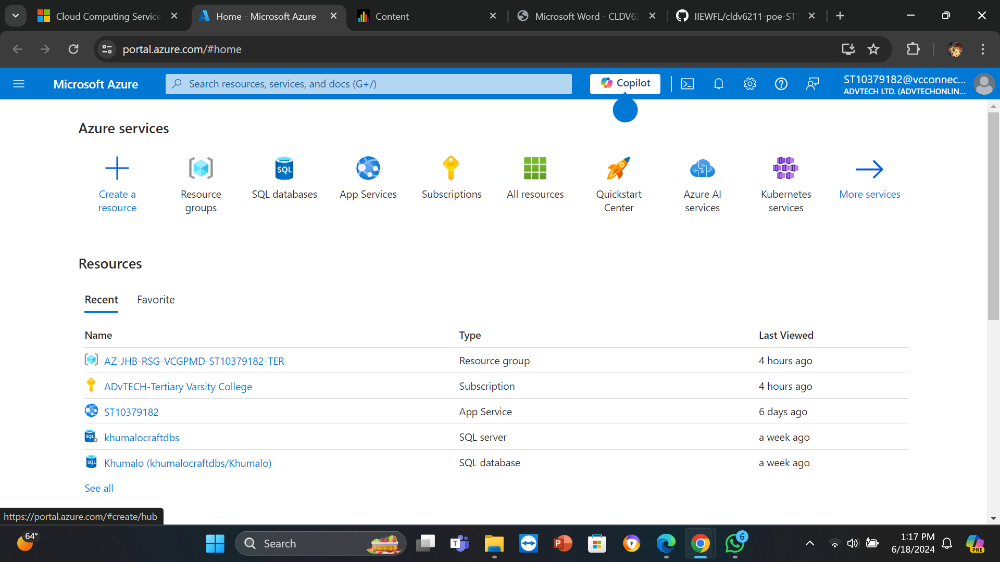 Cloud Computing Service
Home - Microsoft Azure
Content
Microsoft Word - CLDV62
IIEWFL/cldv6211-poe-ST1
portal.azure.com/#home
Microsoft Azure
Search resources, services, and docs (G+/)
Copilot
ST10379182@vcconnec...
ADVTECH LTD. (ADVTECHONLIN...
Azure services
Create a resource
Resource groups
SQL
SQL databases
App Services
Subscriptions
All resources
Quickstart Center
Azure AI services
Kubernetes services
More services
Resources
Recent Favorite
Name Type Last Viewed
AZ-JHB-RSG-VCGPMD-ST10379182-TER Resource group 4 hours ago
ADvTECH-Tertiary Varsity College Subscription 4 hours ago
ST10379182 App Service 6 days ago
SQL khumalocraftdbs SQL server a week ago
SQL Khumalo (khumalocraftdbs/Khumalo) SQL database a week ago
See all
https://portal.azure.com/#create/hub
64°
Search
T
P
6
1:17 PM
6/18/2024
PRE